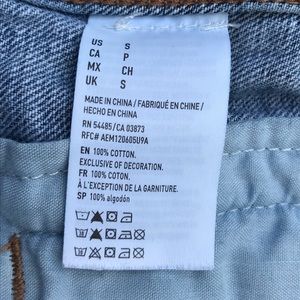 US S
CA P
MX CH
UK S
MADE IN CHINA / FABRIQUÉ EN CHINE /
HECHO EN CHINA
RN 54485/CA 03873
RFC# AEM120605U9A
EN 100% COTTON.
EXCLUSIVE OF DECORATION.
FR 100% COTON.
À L'EXCEPTION DE LA GARNITURE.
SP 100% algodón